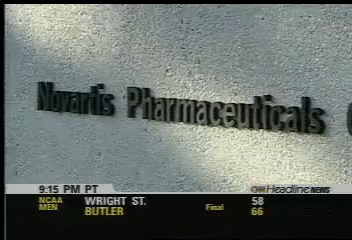 Novartis Pharmaceuticals
9:15 PM PT
CNN Headline NEWS
NCAA WRIGHT ST. 58
MEN BUTLER Final 66